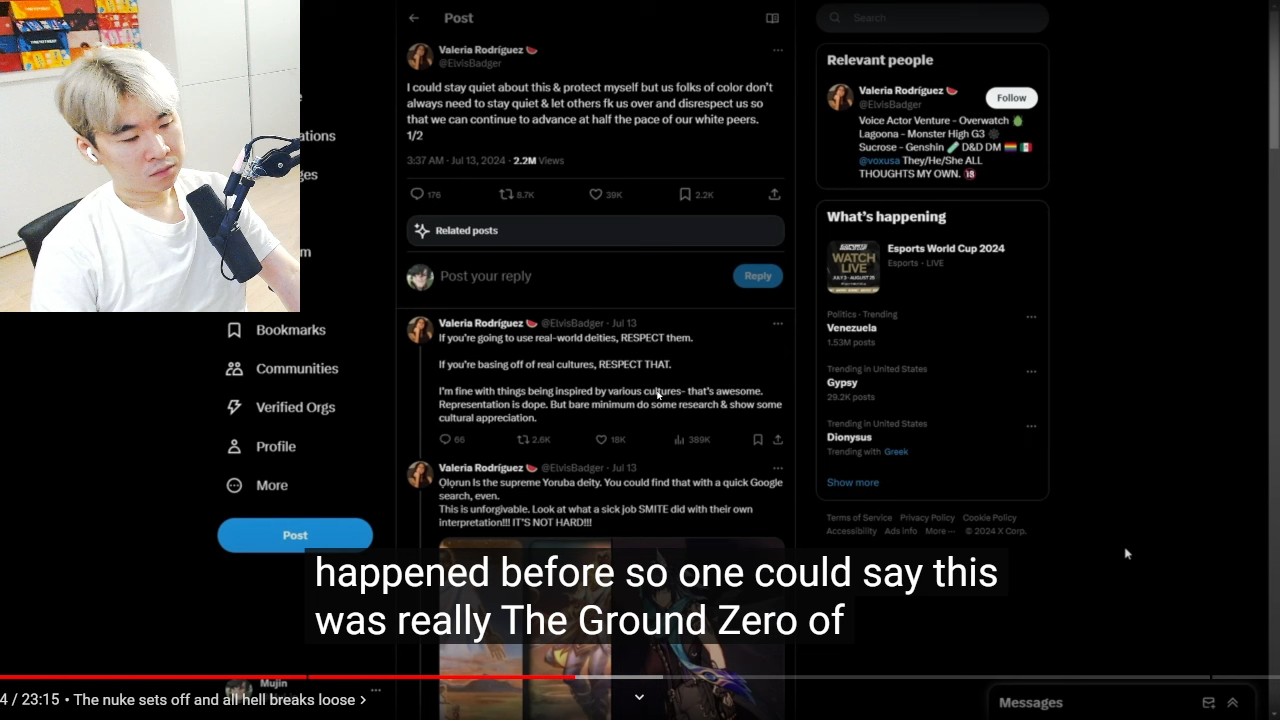 Post
Search
Valeria Rodríguez 🍉
@ElvisBadger
I could stay quiet about this & protect myself but us folks of color don't
always need to stay quiet & let others fk us over and disrespect us so
that we can continue to advance at half the pace of our white peers.
1/2
3:37 AM · Jul 13, 2024 · 2.2M Views
176 8.7K 39K 2.2K
Related posts
Post your reply
Reply
Valeria Rodríguez 🍉 @ElvisBadger · Jul 13
If you're going to use real-world deities, RESPECT them.
If you're basing off of real cultures, RESPECT THAT.
I'm fine with things being inspired by various cultures- that's awesome.
Representation is dope. But bare minimum do some research & show some
cultural appreciation.
66 2.6K 18K 389K
Valeria Rodríguez 🍉 @ElvisBadger · Jul 13
Ọlọrun Is the supreme Yoruba deity. You could find that with a quick Google
search, even.
This is unforgivable. Look at what a sick job SMITE did with their own
interpretation!!! IT'S NOT HARD!!!
Relevant people
Valeria Rodríguez 🍉
@ElvisBadger
Follow
Voice Actor Venture - Overwatch
Lagoona - Monster High G3
Sucrose - Genshin 🧪 D&D DM 🏳️‍🌈 🇲🇽
@voxusa They/He/She ALL
THOUGHTS MY OWN. 🔞
What's happening
WATCH
LIVE
Esports World Cup 2024
Esports · LIVE
Politics · Trending
Venezuela
1.53M posts
Trending in United States
Gypsy
29.2K posts
Trending in United States
Dionysus
Trending with Greek
Show more
Terms of Service Privacy Policy Cookie Policy
Accessibility Ads info More ··· © 2024 X Corp.
ations
ges
m
Bookmarks
Communities
Verified Orgs
Profile
More
Post
Mujin
happened before so one could say this
was really The Ground Zero of
4 / 23:15 • The nuke sets off and all hell breaks loose >
Messages